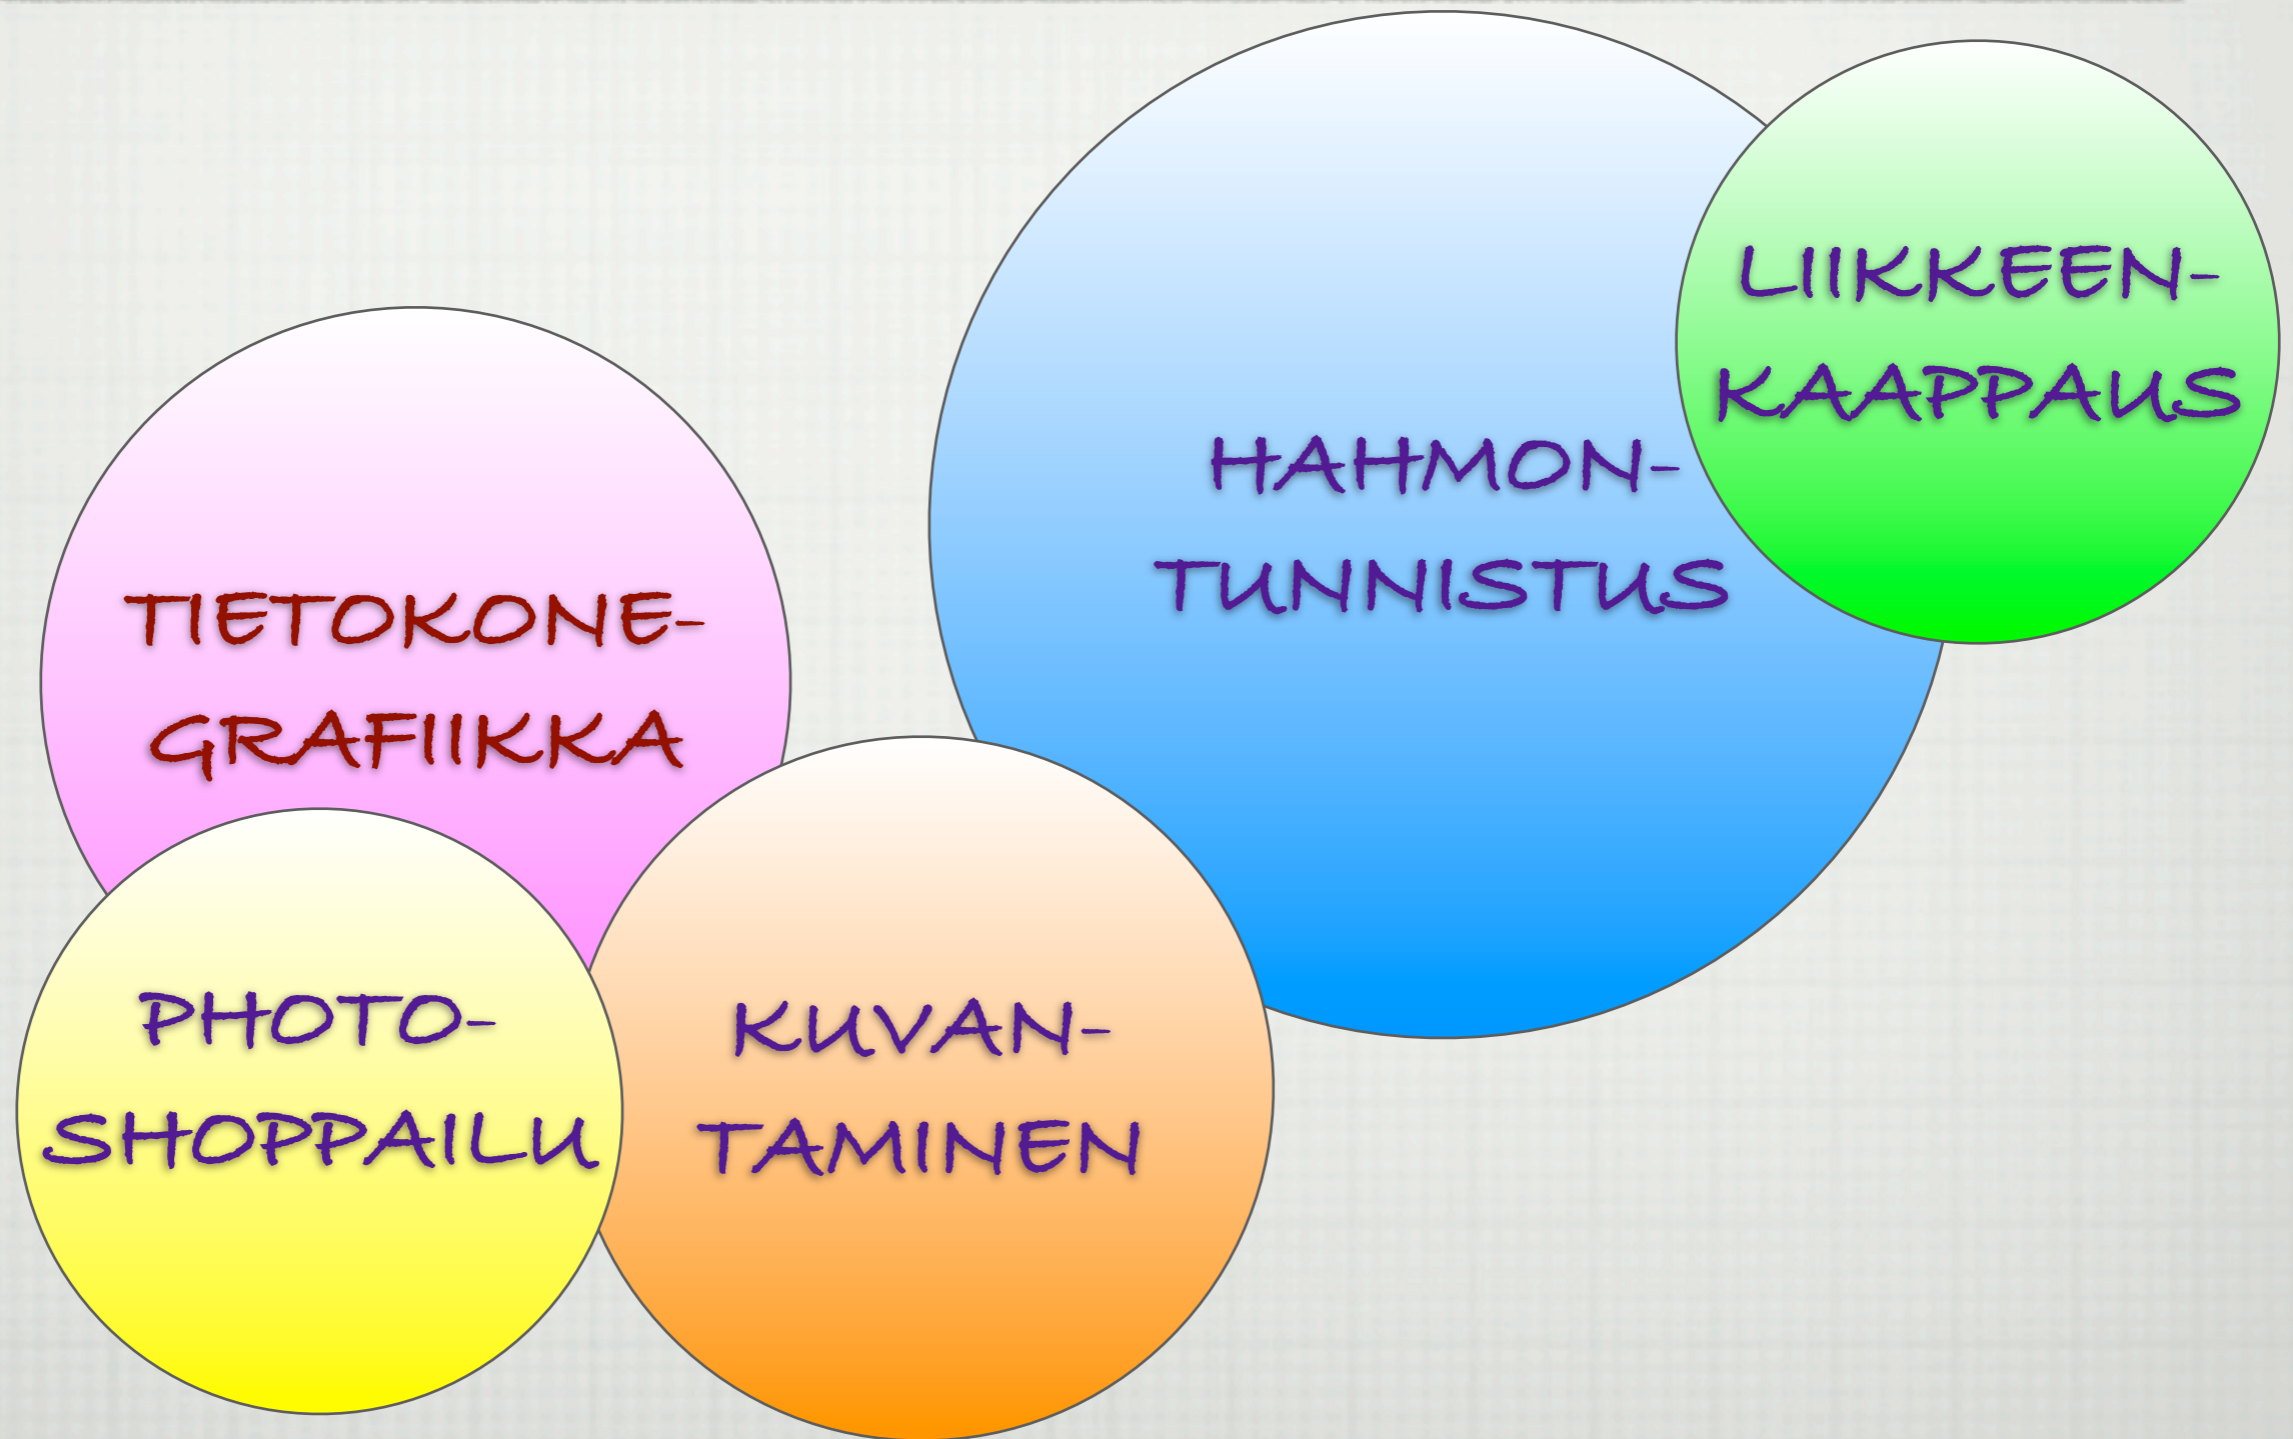 TIETOKONE-
GRAFIIKKA
HAHMON-
TUNNISTUS
LIIKKEEN-
KAAPPAUS
PHOTO-
SHOPPAILU
KUVAN-
TAMINEN